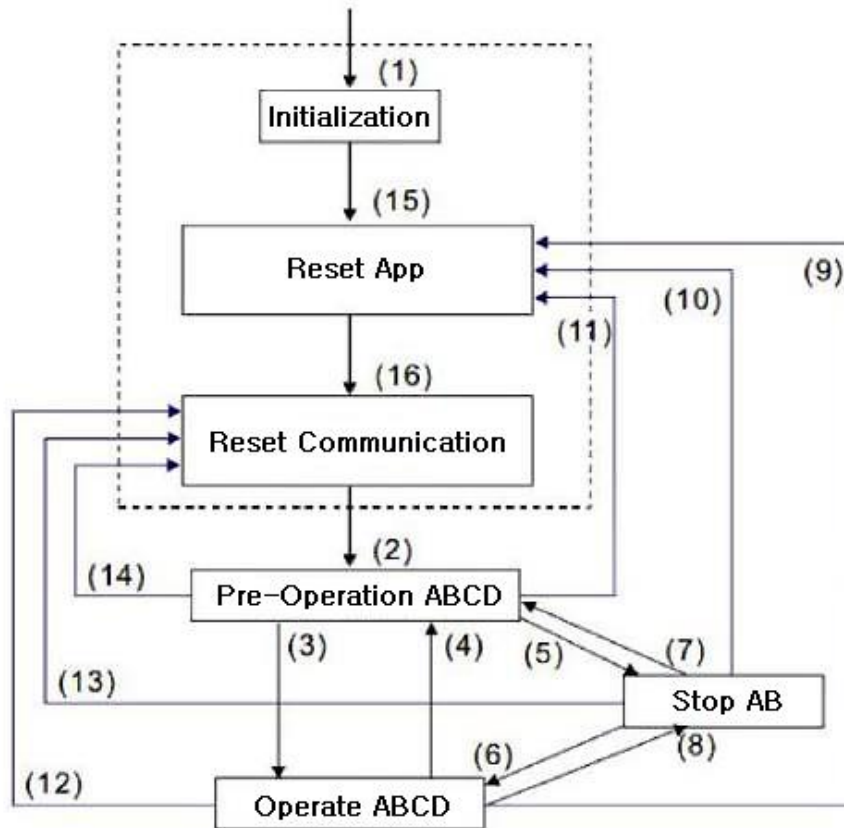 (1)
Initialization
(15)
Reset App
(9)
(10)
(11)
(16)
Reset Communication
(2)
(14)
Pre-Operation ABCD
(3)
(4)
(5)
(7)
(13)
Stop AB
(6)
(8)
(12)
Operate ABCD